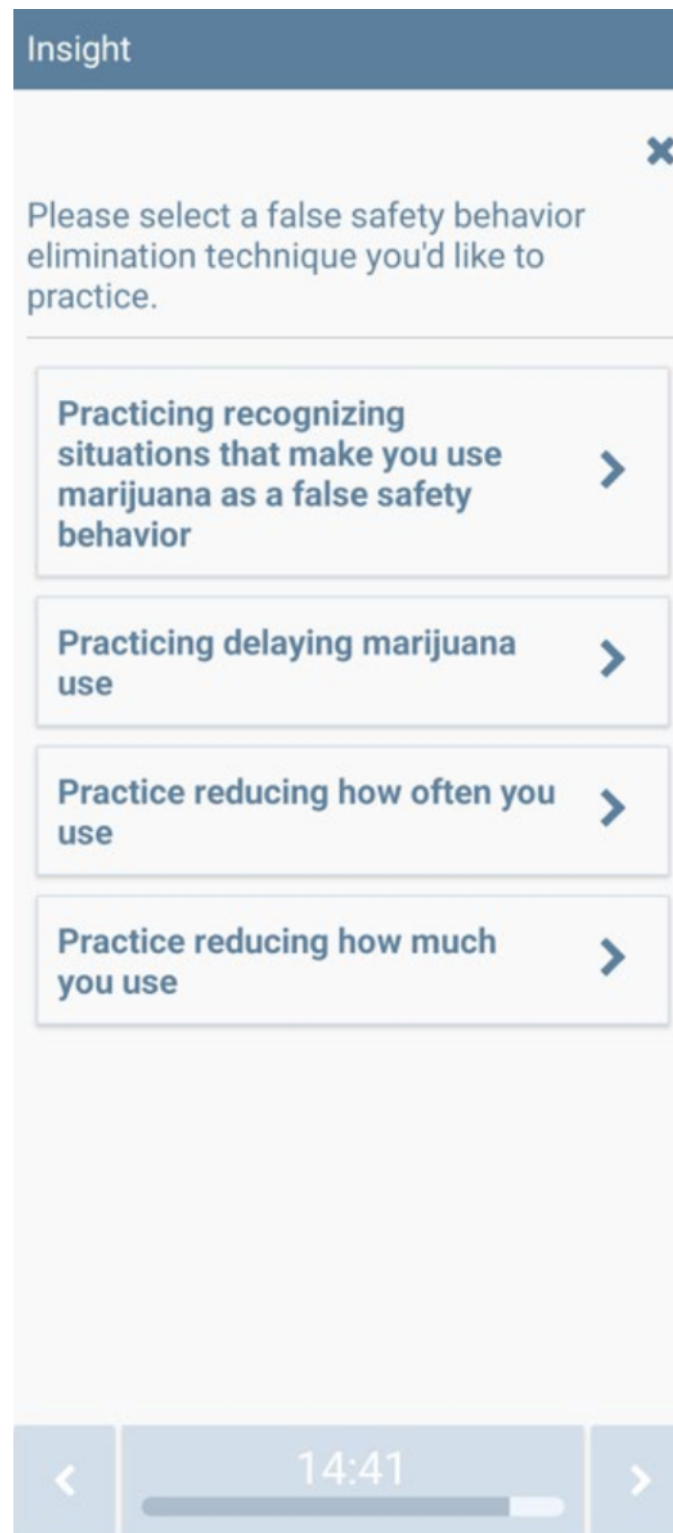 Insight
Please select a false safety behavior
elimination technique you'd like to
practice.
Practicing recognizing
situations that make you use
marijuana as a false safety
behavior
Practicing delaying marijuana
use
Practice reducing how often you
use
Practice reducing how much
you use
14:41